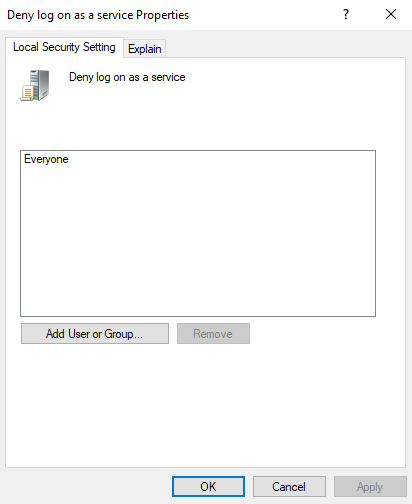 Deny log on as a service Properties
?
Local Security Setting
Explain
Deny log on as a service
Everyone
Add User or Group...
Remove
OK
Cancel
Apply